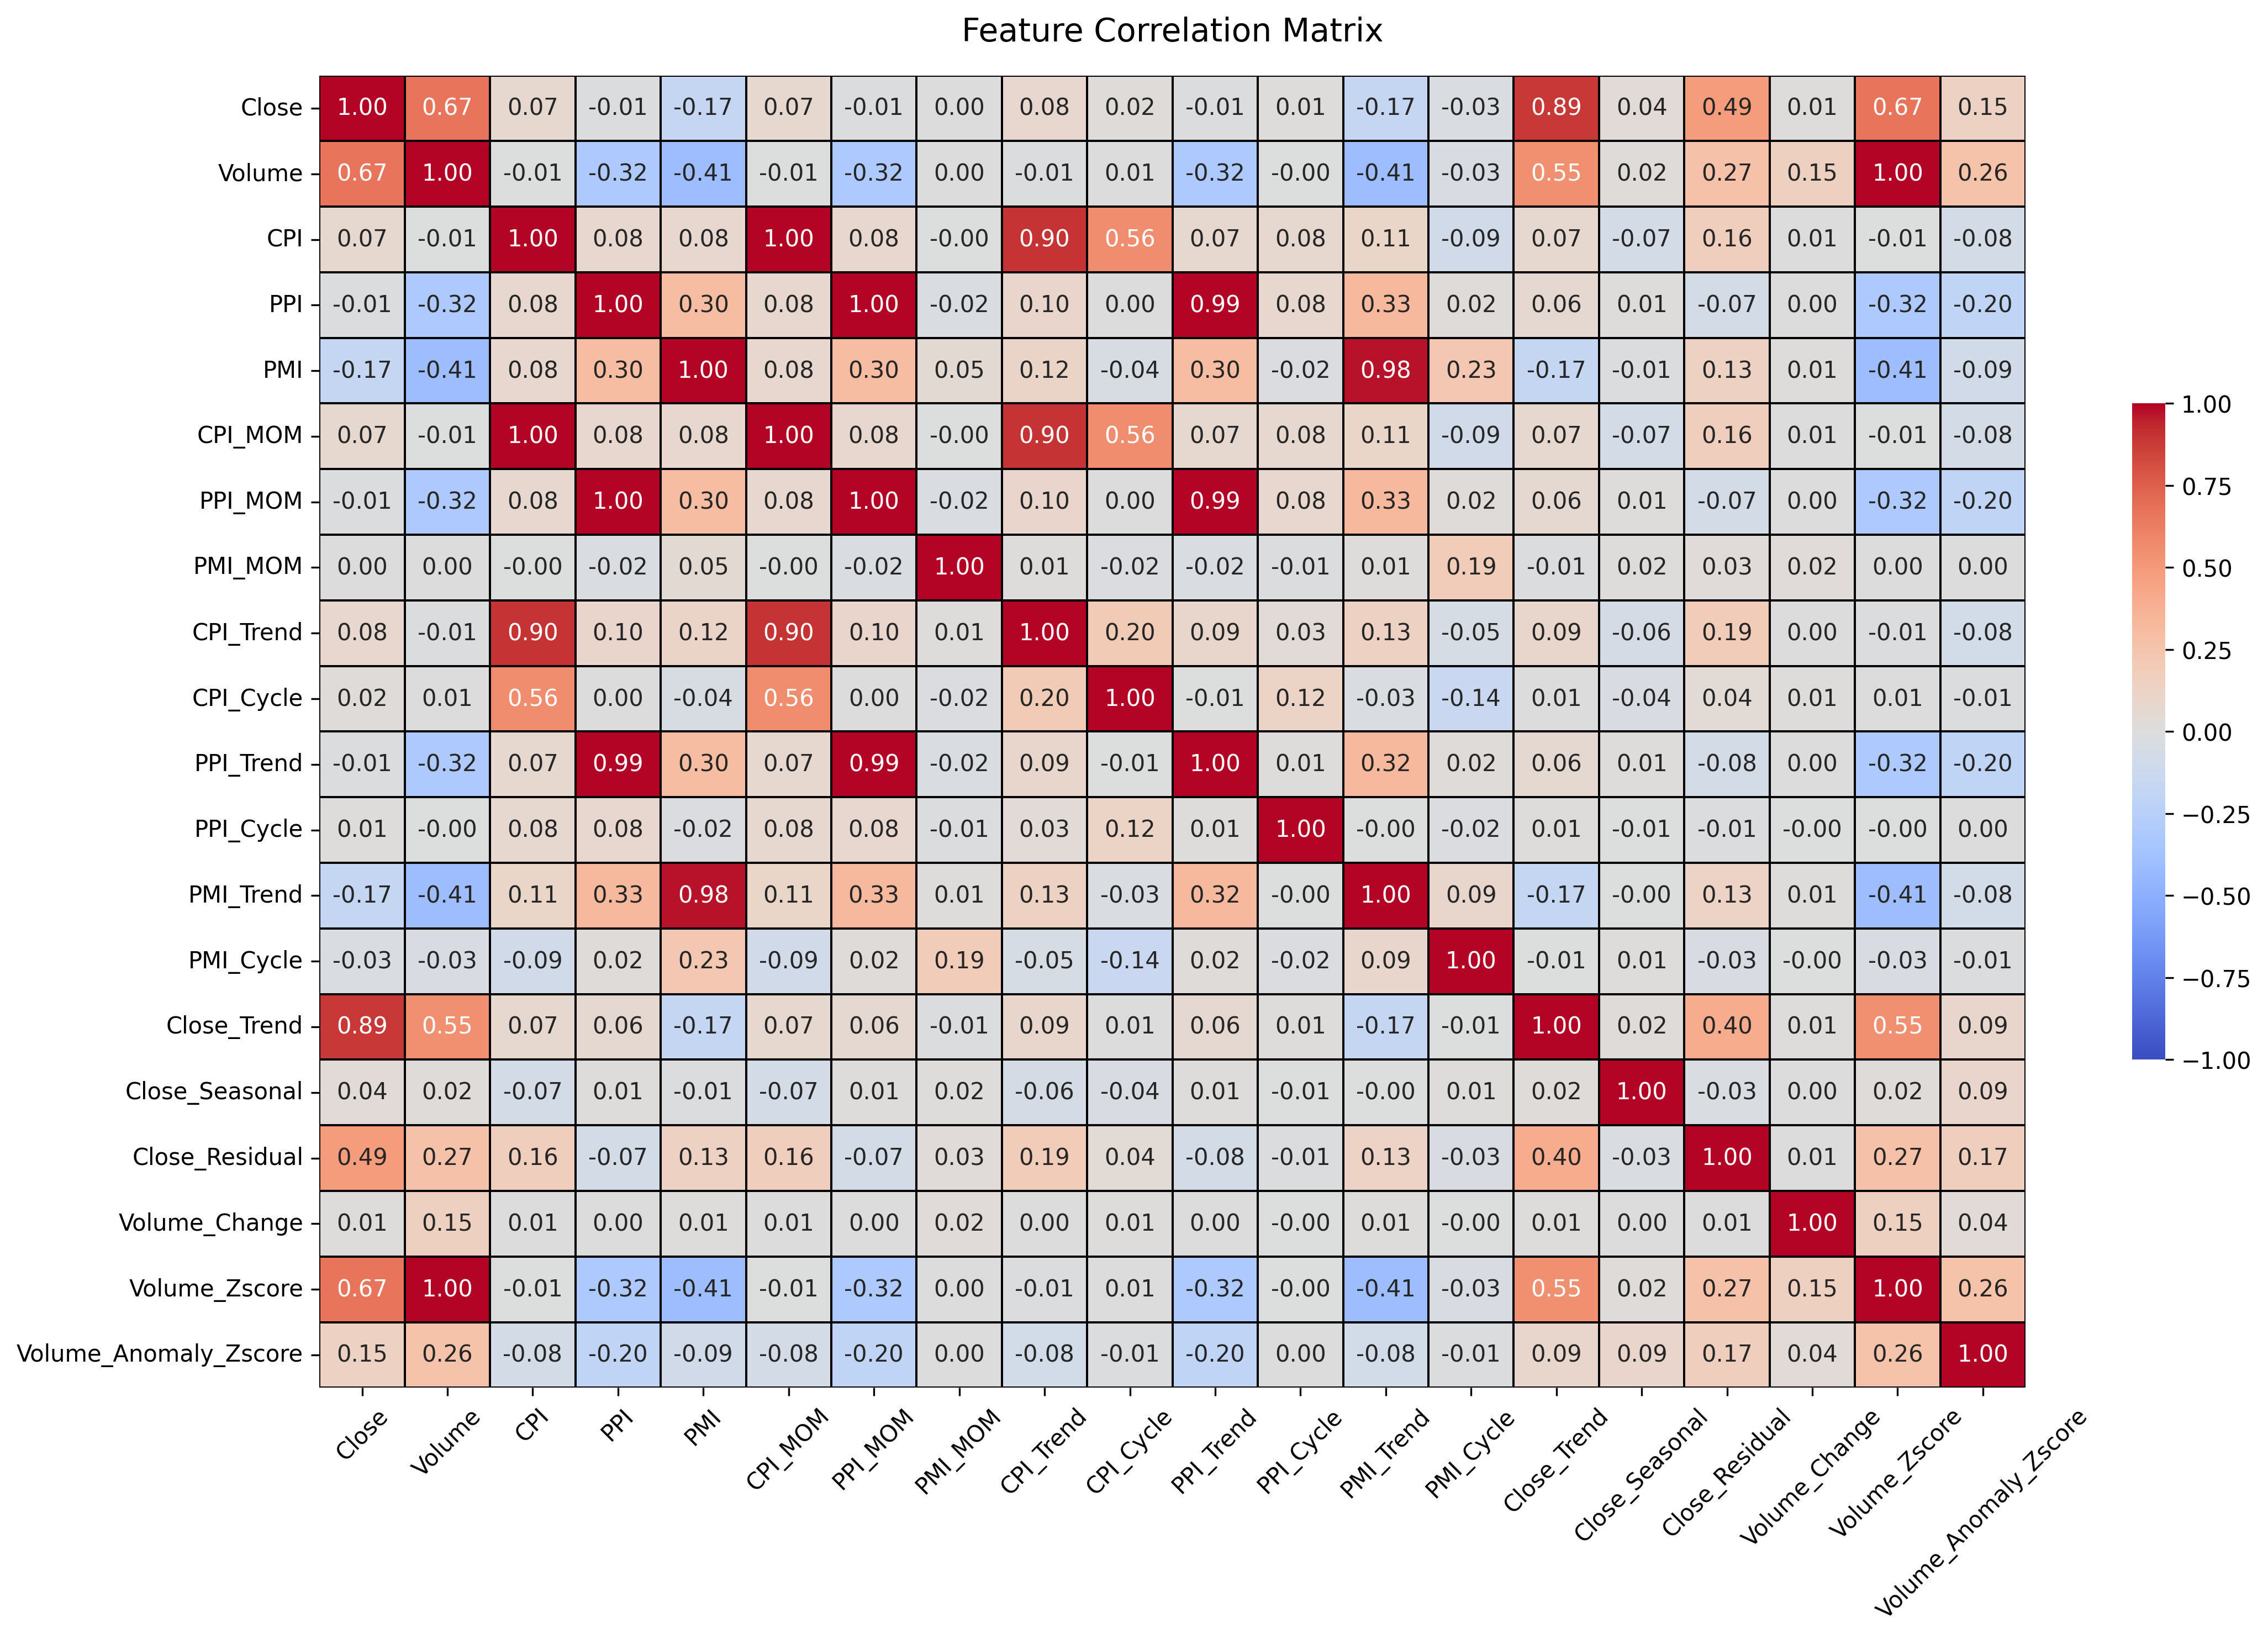 Feature Correlation Matrix
Close 1.00 0.67 0.07 -0.01 -0.17 0.07 -0.01 0.00 0.08 0.02 -0.01 0.01 -0.17 -0.03 0.89 0.04 0.49 0.01 0.67 0.15
Volume 0.67 1.00 -0.01 -0.32 -0.41 -0.01 -0.32 0.00 -0.01 0.01 -0.32 -0.00 -0.41 -0.03 0.55 0.02 0.27 0.15 1.00 0.26
CPI 0.07 -0.01 1.00 0.08 0.08 1.00 0.08 -0.00 0.90 0.56 0.07 0.08 0.11 -0.09 0.07 -0.07 0.16 0.01 -0.01 -0.08
PPI -0.01 -0.32 0.08 1.00 0.30 0.08 1.00 -0.02 0.10 0.00 0.99 0.08 0.33 0.02 0.06 0.01 -0.07 0.00 -0.32 -0.20
PMI -0.17 -0.41 0.08 0.30 1.00 0.08 0.30 0.05 0.12 -0.04 0.30 -0.02 0.98 0.23 -0.17 -0.01 0.13 0.01 -0.41 -0.09
CPI_MOM 0.07 -0.01 1.00 0.08 0.08 1.00 0.08 -0.00 0.90 0.56 0.07 0.08 0.11 -0.09 0.07 -0.07 0.16 0.01 -0.01 -0.08
PPI_MOM -0.01 -0.32 0.08 1.00 0.30 0.08 1.00 -0.02 0.10 0.00 0.99 0.08 0.33 0.02 0.06 0.01 -0.07 0.00 -0.32 -0.20
PMI_MOM 0.00 0.00 -0.00 -0.02 0.05 -0.00 -0.02 1.00 0.01 -0.02 -0.02 -0.01 0.01 0.19 -0.01 0.02 0.03 0.02 0.00 0.00
CPI_Trend 0.08 -0.01 0.90 0.10 0.12 0.90 0.10 0.01 1.00 0.20 0.09 0.03 0.13 -0.05 0.09 -0.06 0.19 0.00 -0.01 -0.08
CPI_Cycle 0.02 0.01 0.56 0.00 -0.04 0.56 0.00 -0.02 0.20 1.00 -0.01 0.12 -0.03 -0.14 0.01 -0.04 0.04 0.01 0.01 -0.01
PPI_Trend -0.01 -0.32 0.07 0.99 0.30 0.07 0.99 -0.02 0.09 -0.01 1.00 0.01 0.32 0.02 0.06 0.01 -0.08 0.00 -0.32 -0.20
PPI_Cycle 0.01 -0.00 0.08 0.08 -0.02 0.08 0.08 -0.01 0.03 0.12 0.01 1.00 -0.00 -0.02 0.01 -0.01 -0.01 -0.00 -0.00 0.00
PMI_Trend -0.17 -0.41 0.11 0.33 0.98 0.11 0.33 0.01 0.13 -0.03 0.32 -0.00 1.00 0.09 -0.17 -0.00 0.13 0.01 -0.41 -0.08
PMI_Cycle -0.03 -0.03 -0.09 0.02 0.23 -0.09 0.02 0.19 -0.05 -0.14 0.02 -0.02 0.09 1.00 -0.01 0.01 -0.03 -0.00 -0.03 -0.01
Close_Trend 0.89 0.55 0.07 0.06 -0.17 0.07 0.06 -0.01 0.09 0.01 0.06 0.01 -0.17 -0.01 1.00 0.02 0.40 0.01 0.55 0.09
Close_Seasonal 0.04 0.02 -0.07 0.01 -0.01 -0.07 0.01 0.02 -0.06 -0.04 0.01 -0.01 -0.00 0.01 0.02 1.00 -0.03 0.00 0.02 0.09
Close_Residual 0.49 0.27 0.16 -0.07 0.13 0.16 -0.07 0.03 0.19 0.04 -0.08 -0.01 0.13 -0.03 0.40 -0.03 1.00 0.01 0.27 0.17
Volume_Change 0.01 0.15 0.01 0.00 0.01 0.01 0.00 0.02 0.00 0.01 0.00 -0.00 0.01 -0.00 0.01 0.00 0.01 1.00 0.15 0.04
Volume_Zscore 0.67 1.00 -0.01 -0.32 -0.41 -0.01 -0.32 0.00 -0.01 0.01 -0.32 -0.00 -0.41 -0.03 0.55 0.02 0.27 0.15 1.00 0.26
Volume_Anomaly_Zscore 0.15 0.26 -0.08 -0.20 -0.09 -0.08 -0.20 0.00 -0.08 -0.01 -0.20 0.00 -0.08 -0.01 0.09 0.09 0.17 0.04 0.26 1.00
Close Volume CPI PPI PMI CPI_MOM PPI_MOM PMI_MOM CPI_Trend CPI_Cycle PPI_Trend PPI_Cycle PMI_Trend PMI_Cycle Close_Trend Close_Seasonal Close_Residual Volume_Change Volume_Zscore Volume_Anomaly_Zscore
1.00
0.75
0.50
0.25
0.00
−0.25
−0.50
−0.75
−1.00